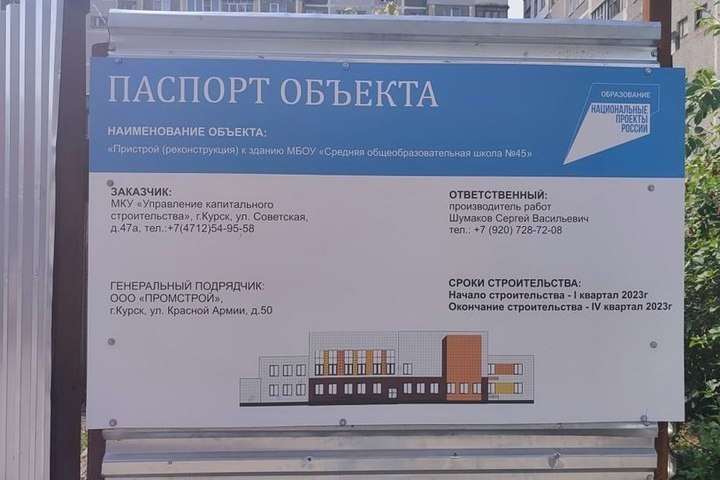 ПАСПОРТ ОБЪЕКТА
ОБРАЗОВАНИЕ
НАЦИОНАЛЬНЫЕ
ПРОЕКТЫ
РОССИИ
НАИМЕНОВАНИЕ ОБЪЕКТА:
«Пристрой (реконструкция) к зданию МБОУ «Средняя общеобразовательная школа №45»
ЗАКАЗЧИК:
МКУ «Управление капитального
строительства», г.Курск, ул. Советская,
д.47а, тел.:+7(4712)54-95-58
ОТВЕТСТВЕННЫЙ:
производитель работ
Шумаков Сергей Васильевич
тел.: +7 (920) 728-72-08
ГЕНЕРАЛЬНЫЙ ПОДРЯДЧИК:
ООО «ПРОМСТРОЙ»,
г.Курск, ул. Красной Армии, д.50
СРОКИ СТРОИТЕЛЬСТВА:
Начало строительства - I квартал 2023г
Окончание строительства - IV квартал 2023г